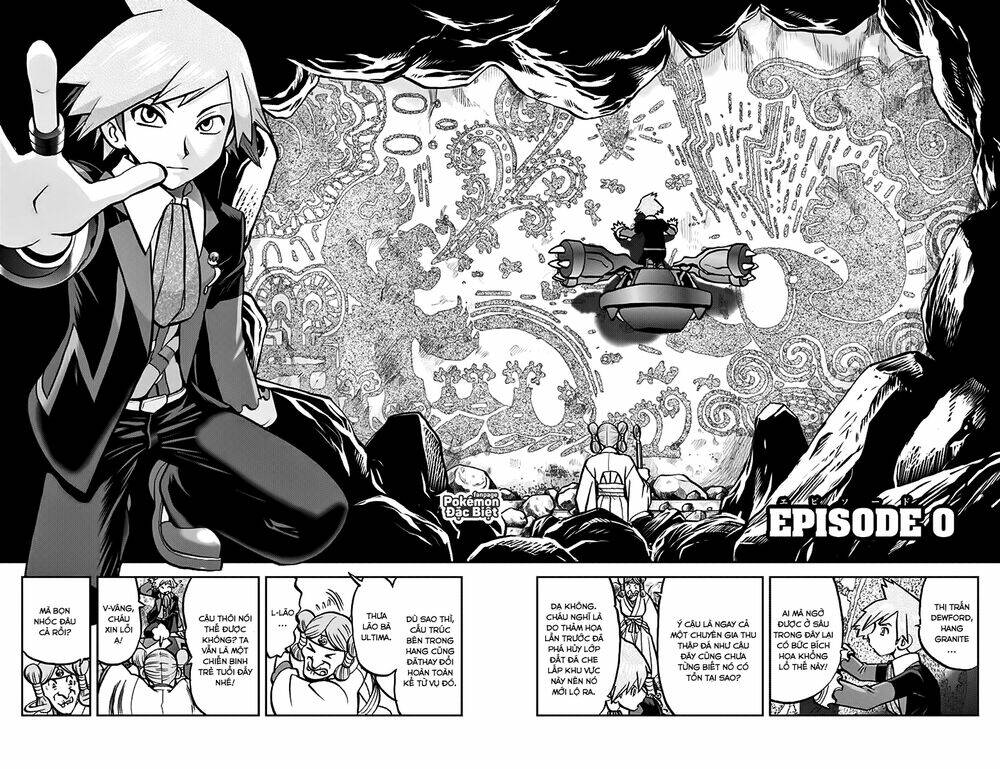 fanpage
Pokémon
Đặc Biệt
エピソード
EPISODE 0
THỊ TRẤN
DEWFORD,
HANG
GRANITE
...
AI MÀ NGỜ
ĐƯỢC Ở SÂU
TRONG ĐÂY LẠI
CÓ BỨC BÍCH
HỌA KHỔNG
LỒ THẾ NÀY!
Ý CẬU LÀ NGAY CẢ
MỘT CHUYÊN GIA THU
THẬP ĐÁ NHƯ CẬU
ĐÂY CŨNG CHƯA
TỪNG BIẾT NÓ CÓ
TỒN TẠI SAO?
DẠ KHÔNG.
CHÁU NGHĨ LÀ
DO THẢM HỌA
LẦN TRƯỚC ĐÃ
PHÁ HỦY LỚP
ĐẤT ĐÁ CHE
LẤP KHU VỰC
NÀY NÊN NÓ
MỚI LỘ RA.
DÙ SAO THÌ,
CẤU TRÚC BÊN
TRONG HANG
CŨNG
ĐÃTHAY ĐỔI
HOÀN TOÀN
KỂ TỪ VỤ ĐÓ.
THƯA
LÃO BÀ
ULTIMA.
L-LÃO
...
CẬU THÔI NÓI
THẾ ĐƯỢC
KHÔNG? TA
VẪN LÀ MỘT
CHIẾN BINH
TRẺ TUỔI ĐẤY
NHÉ!
V-VÂNG,
CHÁU
XIN LỖI
Ạ!
MÀ BỌN
NHÓC ĐÂU
CẢ RỒI?